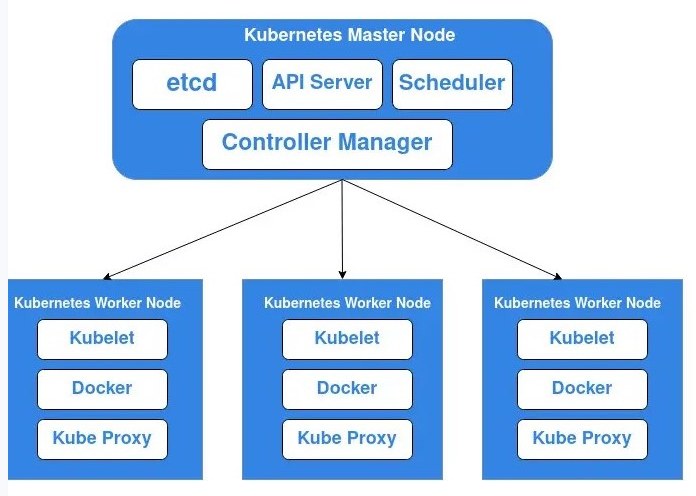 Kubernetes Master Node
etcd
API Server
Scheduler
Controller Manager
Kubernetes Worker Node
Kubelet
Docker
Kube Proxy
Kubernetes Worker Node
Kubelet
Docker
Kube Proxy
Kubernetes Worker Node
Kubelet
Docker
Kube Proxy